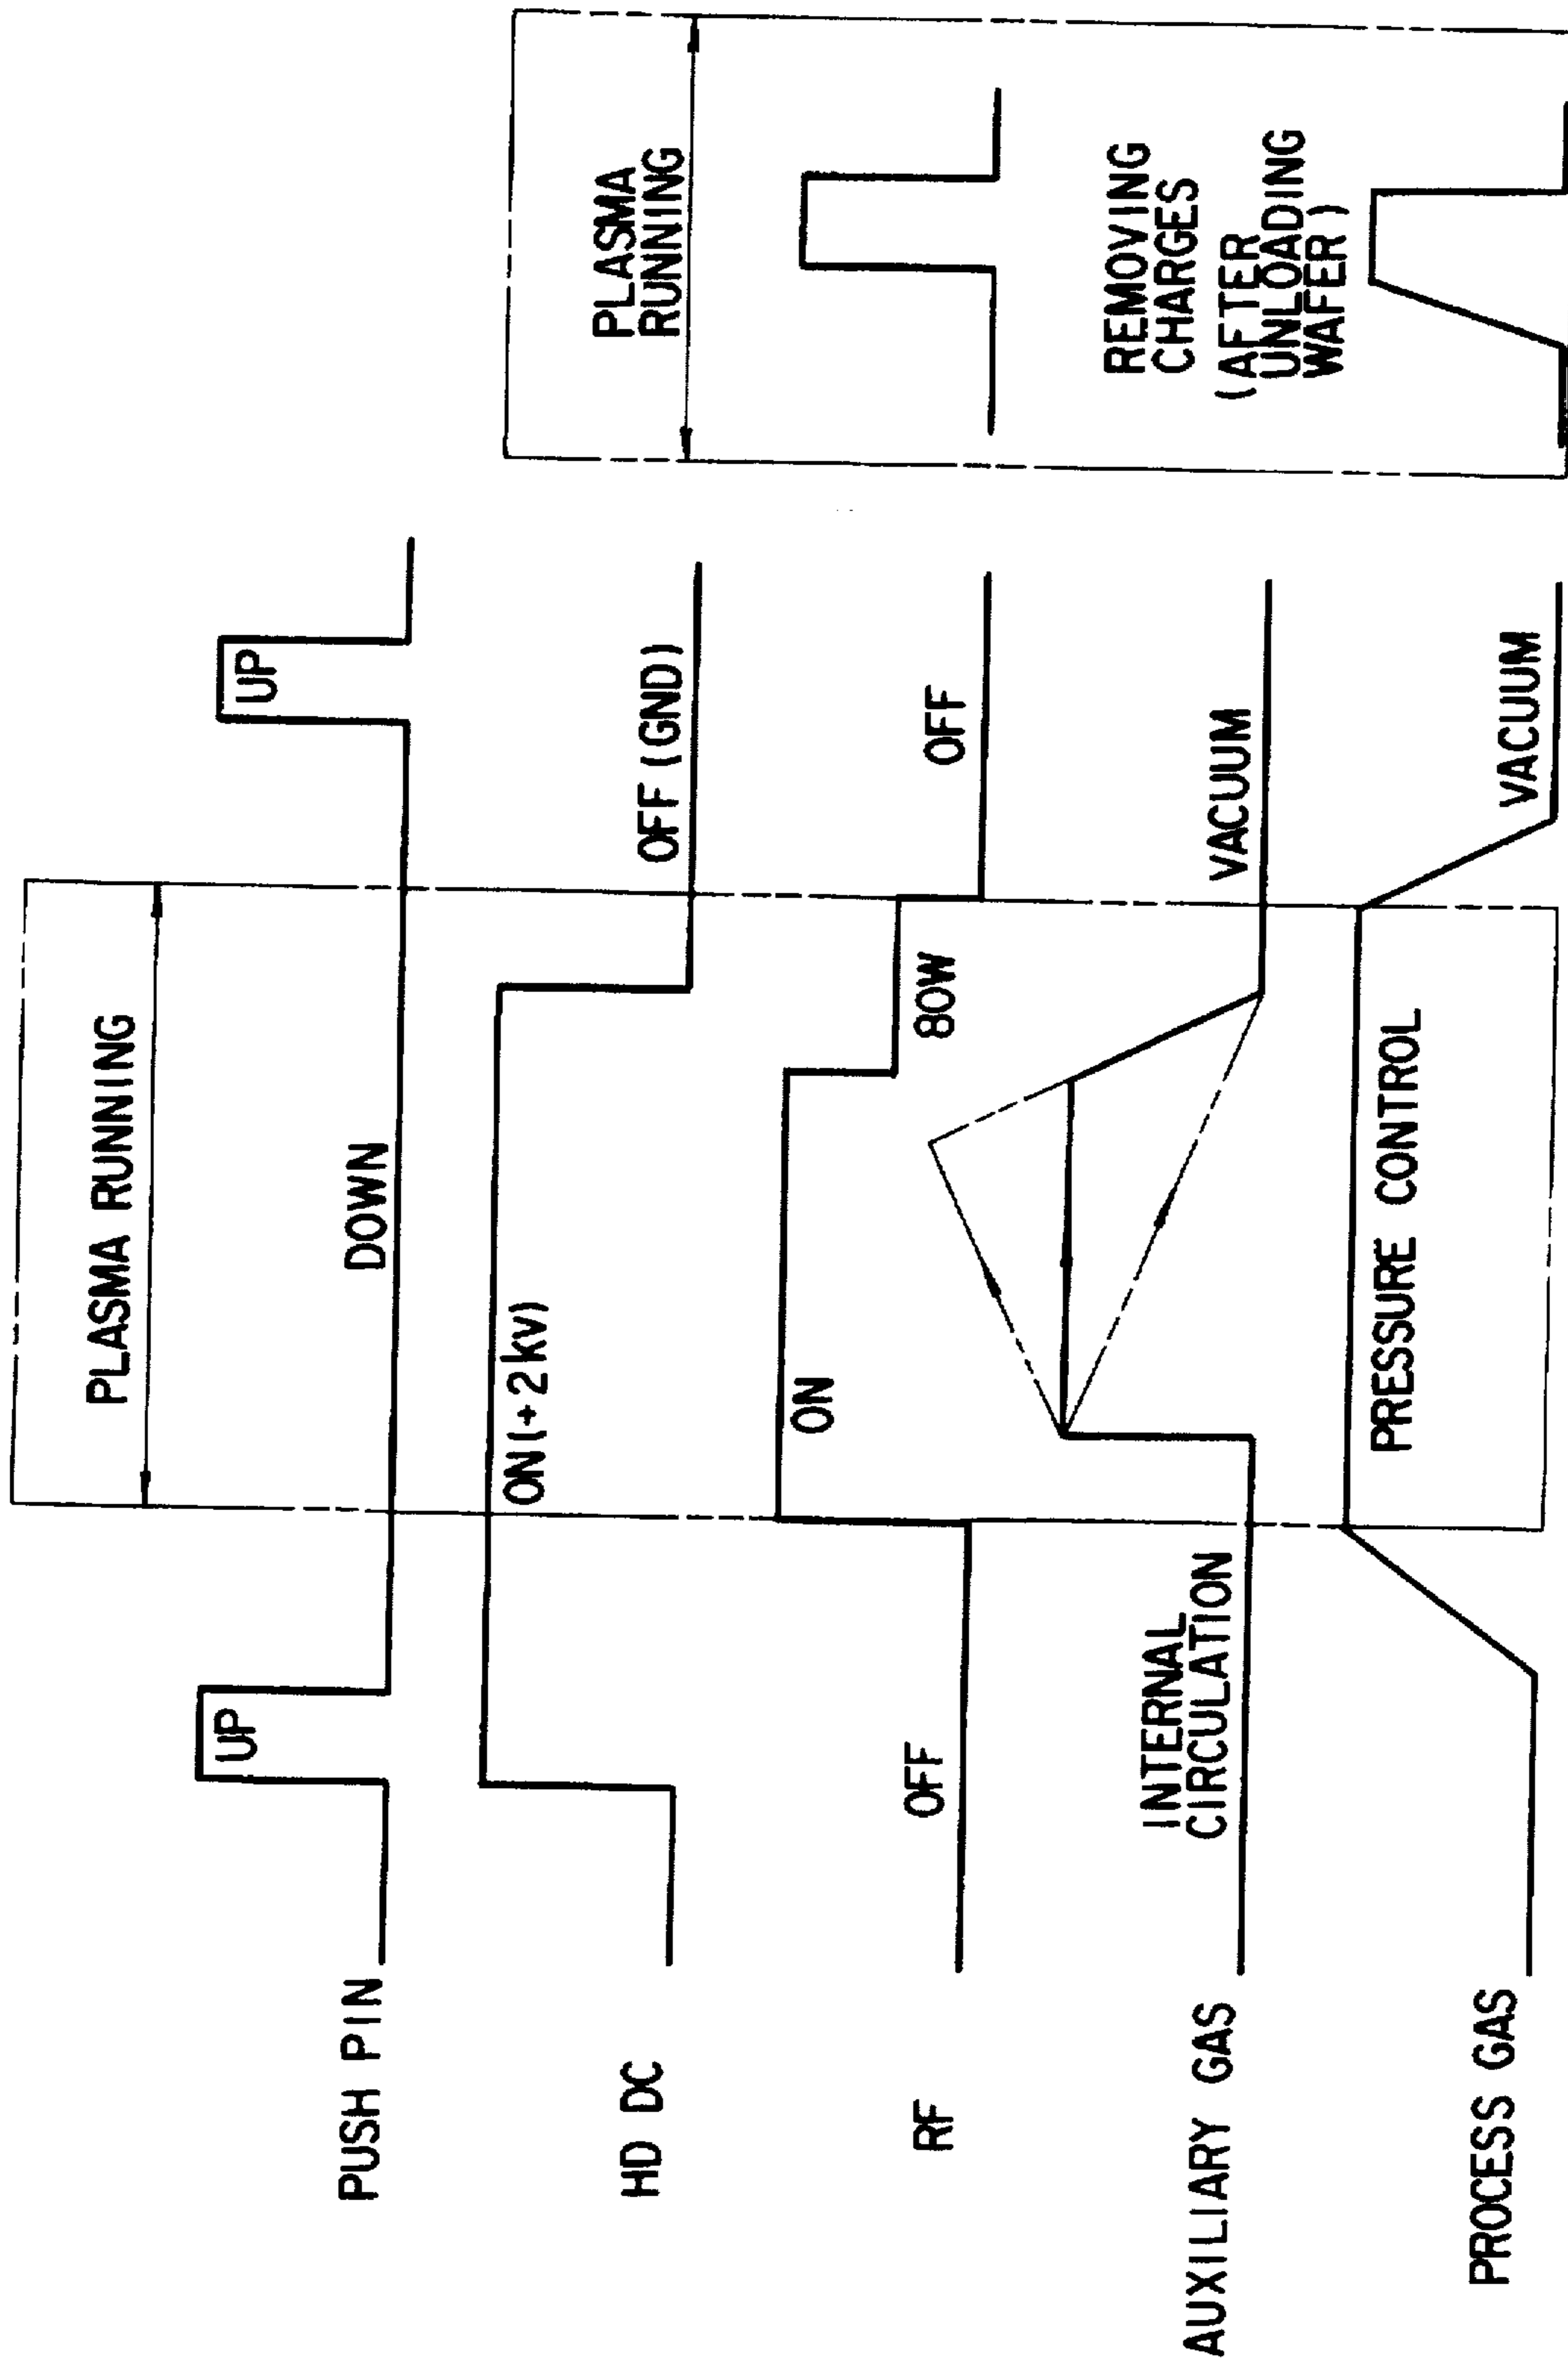 PLASMA RUNNING
PUSH PIN
UP
DOWN
UP
HD DC
ON(+2kV)
OFF(GND)
RF
OFF
ON
80W
OFF
AUXILIARY GAS
INTERNAL
CIRCULATION
VACUUM
PROCESS GAS
PRESSURE CONTROL
VACUUM
PLASMA
RUNNING
REMOVING
CHARGES
(AFTER
UNLOADING
WAFER)